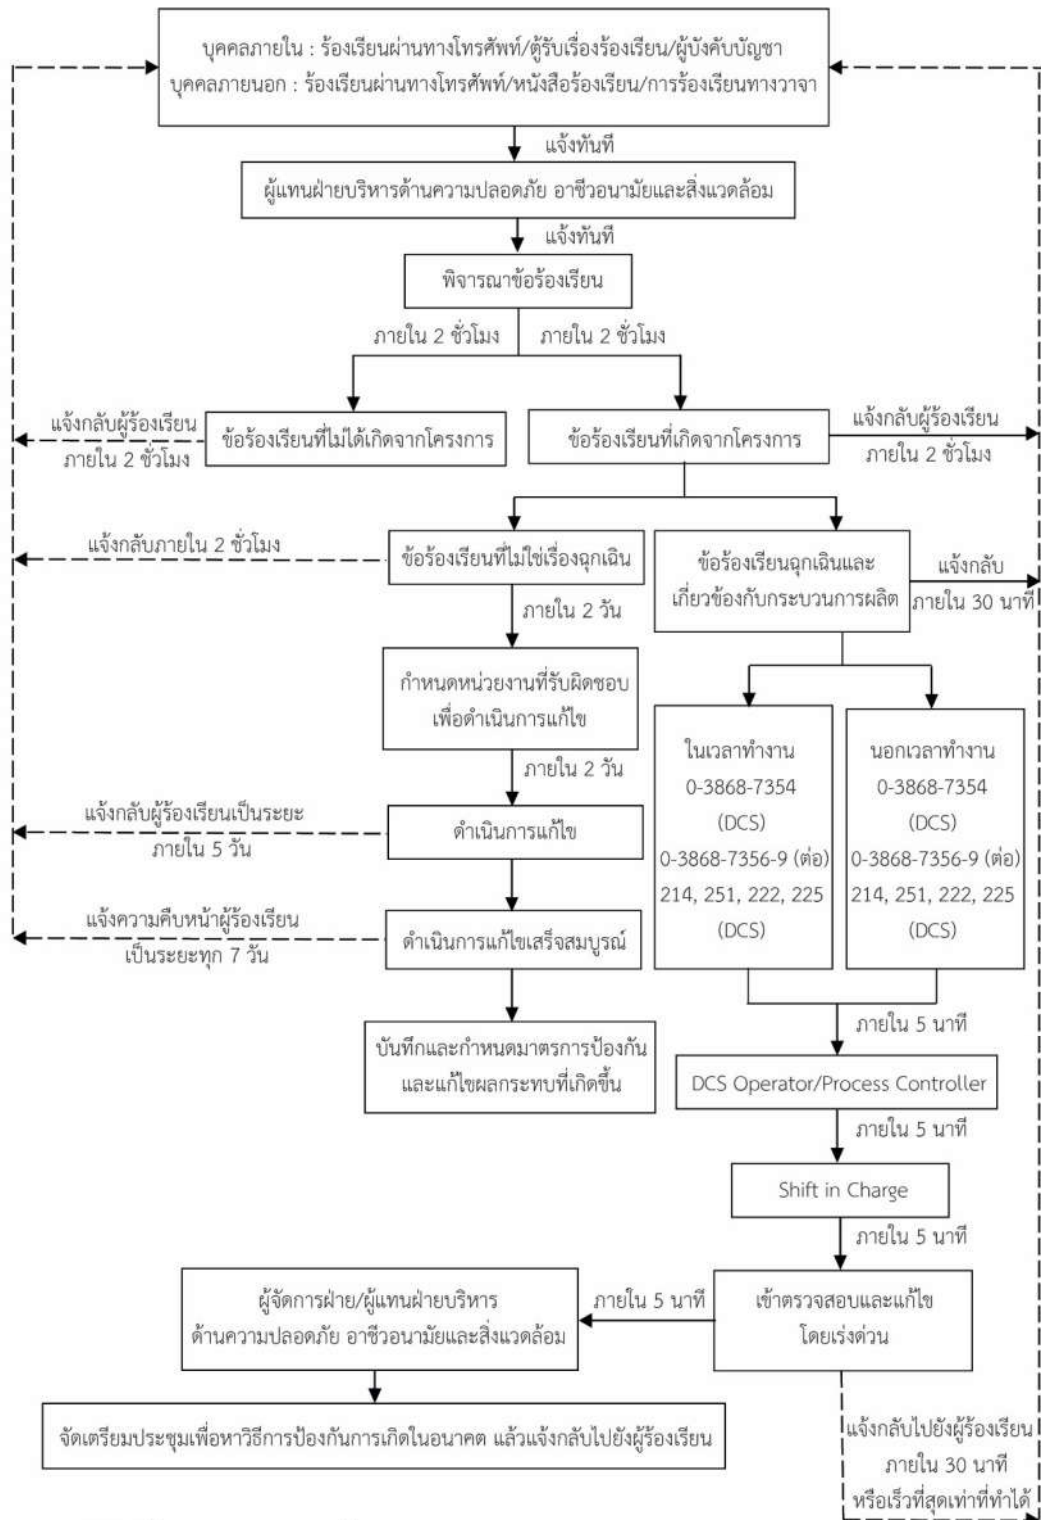 บุคคลภายใน : ร้องเรียนผ่านทางโทรศัพท์/ตู้รับเรื่องร้องเรียน/ผู้บังคับบัญชา
บุคคลภายนอก : ร้องเรียนผ่านทางโทรศัพท์/หนังสือร้องเรียน/การร้องเรียนทางวาจา
แจ้งทันที
ผู้แทนฝ่ายบริหารด้านความปลอดภัย อาชีวอนามัยและสิ่งแวดล้อม
แจ้งทันที
พิจารณาข้อร้องเรียน
ภายใน 2 ชั่วโมง
ภายใน 2 ชั่วโมง
แจ้งกลับผู้ร้องเรียน
ภายใน 2 ชั่วโมง
ข้อร้องเรียนที่ไม่ได้เกิดจากโครงการ
ข้อร้องเรียนที่เกิดจากโครงการ
แจ้งกลับผู้ร้องเรียน
ภายใน 2 ชั่วโมง
แจ้งกลับภายใน 2 ชั่วโมง
ข้อร้องเรียนที่ไม่ใช่เรื่องฉุกเฉิน
ข้อร้องเรียนฉุกเฉินและ
เกี่ยวข้องกับกระบวนการผลิต
แจ้งกลับ
ภายใน 30 นาที
ภายใน 2 วัน
กำหนดหน่วยงานที่รับผิดชอบ
เพื่อดำเนินการแก้ไข
ภายใน 2 วัน
แจ้งกลับผู้ร้องเรียนเป็นระยะ
ภายใน 5 วัน
ดำเนินการแก้ไข
แจ้งความคืบหน้าผู้ร้องเรียน
เป็นระยะทุก 7 วัน
ดำเนินการแก้ไขเสร็จสมบูรณ์
บันทึกและกำหนดมาตรการป้องกัน
และแก้ไขผลกระทบที่เกิดขึ้น
ในเวลาทำงาน
0-3868-7354
(DCS)
0-3868-7356-9 (ต่อ)
214, 251, 222, 225
(DCS)
นอกเวลาทำงาน
0-3868-7354
(DCS)
0-3868-7356-9 (ต่อ)
214, 251, 222, 225
(DCS)
ภายใน 5 นาที
DCS Operator/Process Controller
ภายใน 5 นาที
Shift in Charge
ภายใน 5 นาที
เข้าตรวจสอบและแก้ไข
โดยเร่งด่วน
ภายใน 5 นาที
ผู้จัดการฝ่าย/ผู้แทนฝ่ายบริหาร
ด้านความปลอดภัย อาชีวอนามัยและสิ่งแวดล้อม
จัดเตรียมประชุมเพื่อหาวิธีการป้องกันการเกิดในอนาคต แล้วแจ้งกลับไปยังผู้ร้องเรียน
แจ้งกลับไปยังผู้ร้องเรียน
ภายใน 30 นาที
หรือเร็วที่สุดเท่าที่ทำได้